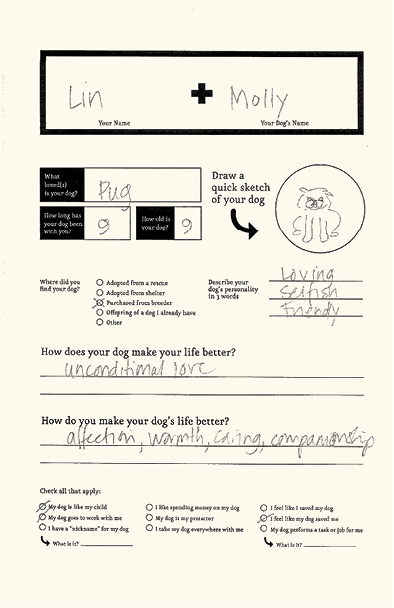 Lin + Molly
Your Name Your Dog's Name
What breed(s) is your dog? Pug
How long has your dog been with you? 9 How old is your dog? 9
Draw a
quick sketch
of your dog
Where did you
find your dog?
Adopted from a rescue
Adopted from shelter
Purchased from breeder
Offspring of a dog I already have
Other
Describe your
dog's personality
in 3 words
Loving
Selfish
Friendly
How does your dog make your life better?
unconditional love
How do you make your dog's life better?
affection, warmth, caring, companionship
Check all that apply:
My dog is like my child
My dog goes to work with me
I have a "nickname" for my dog
What is it?
I like spending money on my dog
My dog is my protector
I take my dog everywhere with me
I feel like I saved my dog
I feel like my dog saved me
My dog performs a task or job for me
What is it?